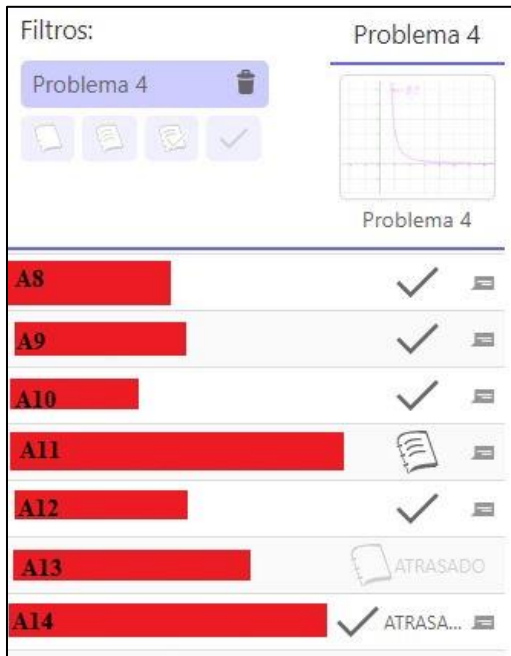 Filtros:
Problema 4
Problema 4
Problema 4
A8
A9
A10
A11
A12
A13
ATRASADO
A14
ATRASA...